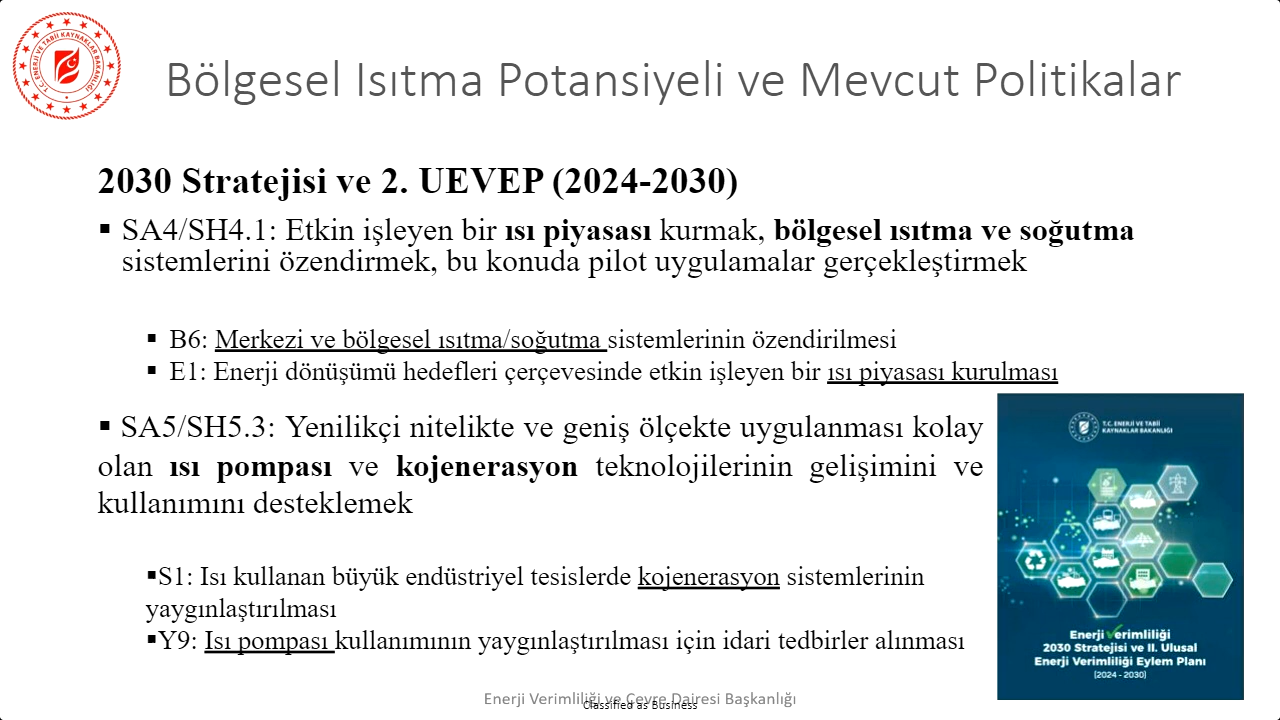 T.C. ENERJİ VE TABİİ KAYNAKLAR BAKANLIĞI
Bölgesel Isıtma Potansiyeli ve Mevcut Politikalar
2030 Stratejisi ve 2. UEVEP (2024-2030)
▪ SA4/SH4.1: Etkin işleyen bir ısı piyasası kurmak, bölgesel ısıtma ve soğutma
sistemlerini özendirmek, bu konuda pilot uygulamalar gerçekleştirmek
▪ B6: Merkezi ve bölgesel ısıtma/soğutma sistemlerinin özendirilmesi
▪ E1: Enerji dönüşümü hedefleri çerçevesinde etkin işleyen bir ısı piyasası kurulması
▪ SA5/SH5.3: Yenilikçi nitelikte ve geniş ölçekte uygulanması kolay
olan ısı pompası ve kojenerasyon teknolojilerinin gelişimini ve
kullanımını desteklemek
▪S1: Isı kullanan büyük endüstriyel tesislerde kojenerasyon sistemlerinin
yaygınlaştırılması
▪Y9: Isı pompası kullanımının yaygınlaştırılması için idari tedbirler alınması
T.C. ENERJİ VE TABİİ
KAYNAKLAR BAKANLIĞI
Enerji Verimliliği
2030 Stratejisi ve II. Ulusal
Enerji Verimliliği Eylem Planı
(2024 - 2030)
Enerji Verimliliği ve Çevre Dairesi Başkanlığı
Classified as Business